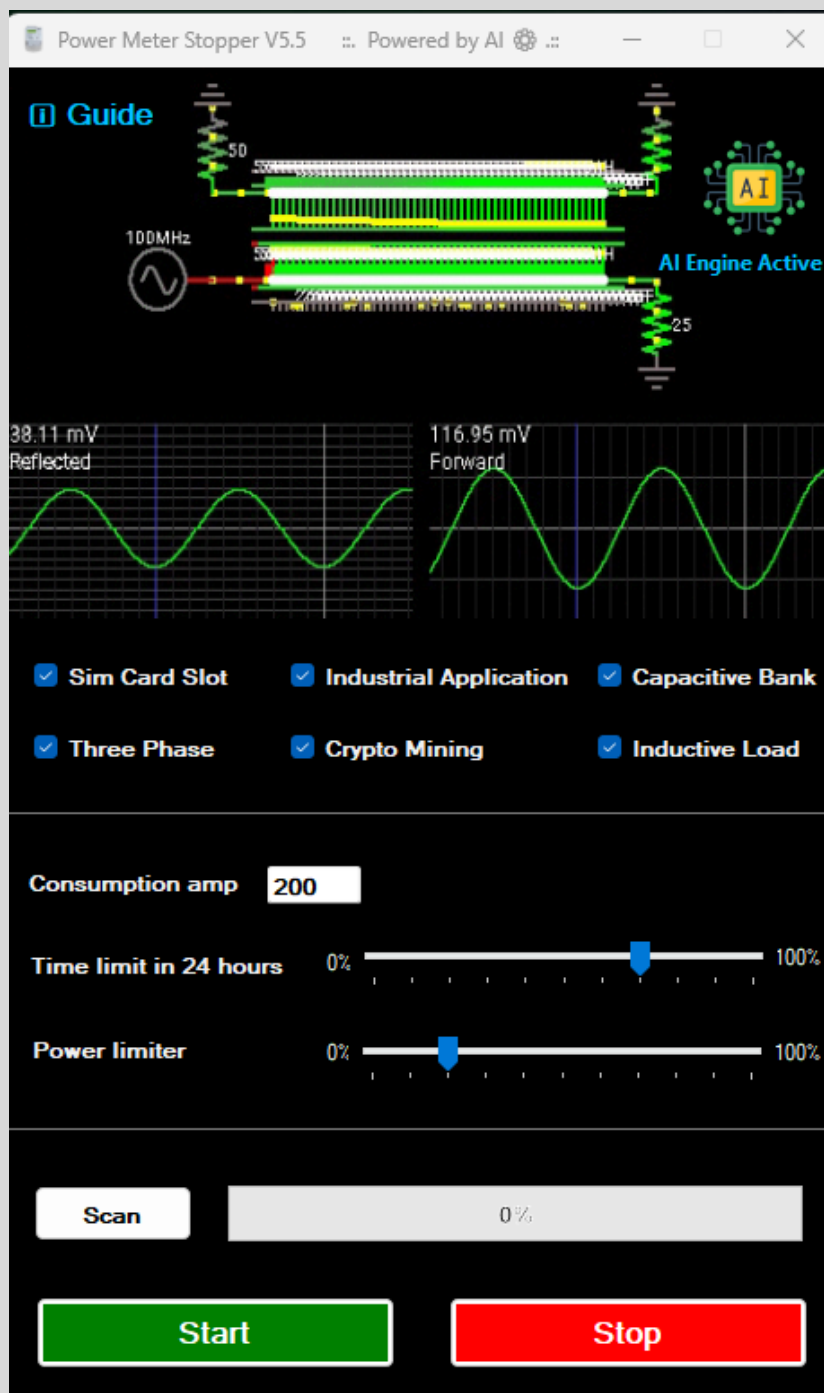 Power Meter Stopper V5.5 ::. Powered by AI .::
Guide
50
100MHz
AI
AI Engine Active
25
38.11 mV
Reflected
116.95 mV
Forward
Sim Card Slot Industrial Application Capacitive Bank
Three Phase Crypto Mining Inductive Load
Consumption amp 200
Time limit in 24 hours 0% 100%
Power limiter 0% 100%
Scan 0%
Start Stop